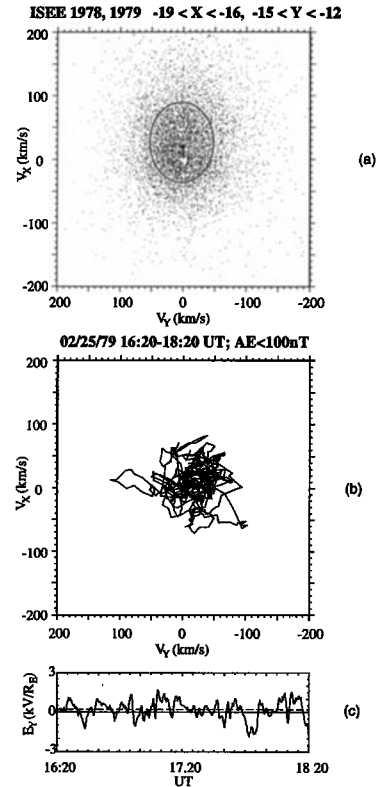 ISEE 1978, 1979 -19 < X < -16, -15 < Y < -12
200
100
0
-100
-200
V_X (km/s)
(a)
200 100 0 -100 -200
V_Y (km/s)
02/25/79 16:20-18:20 UT; AE<100nT
200
100
0
-100
-200
V_X (km/s)
(b)
200 100 0 -100 -200
V_Y (km/s)
3
0
-3
E_Y (kV/R_E)
(c)
16:20 17.20 18 20
UT